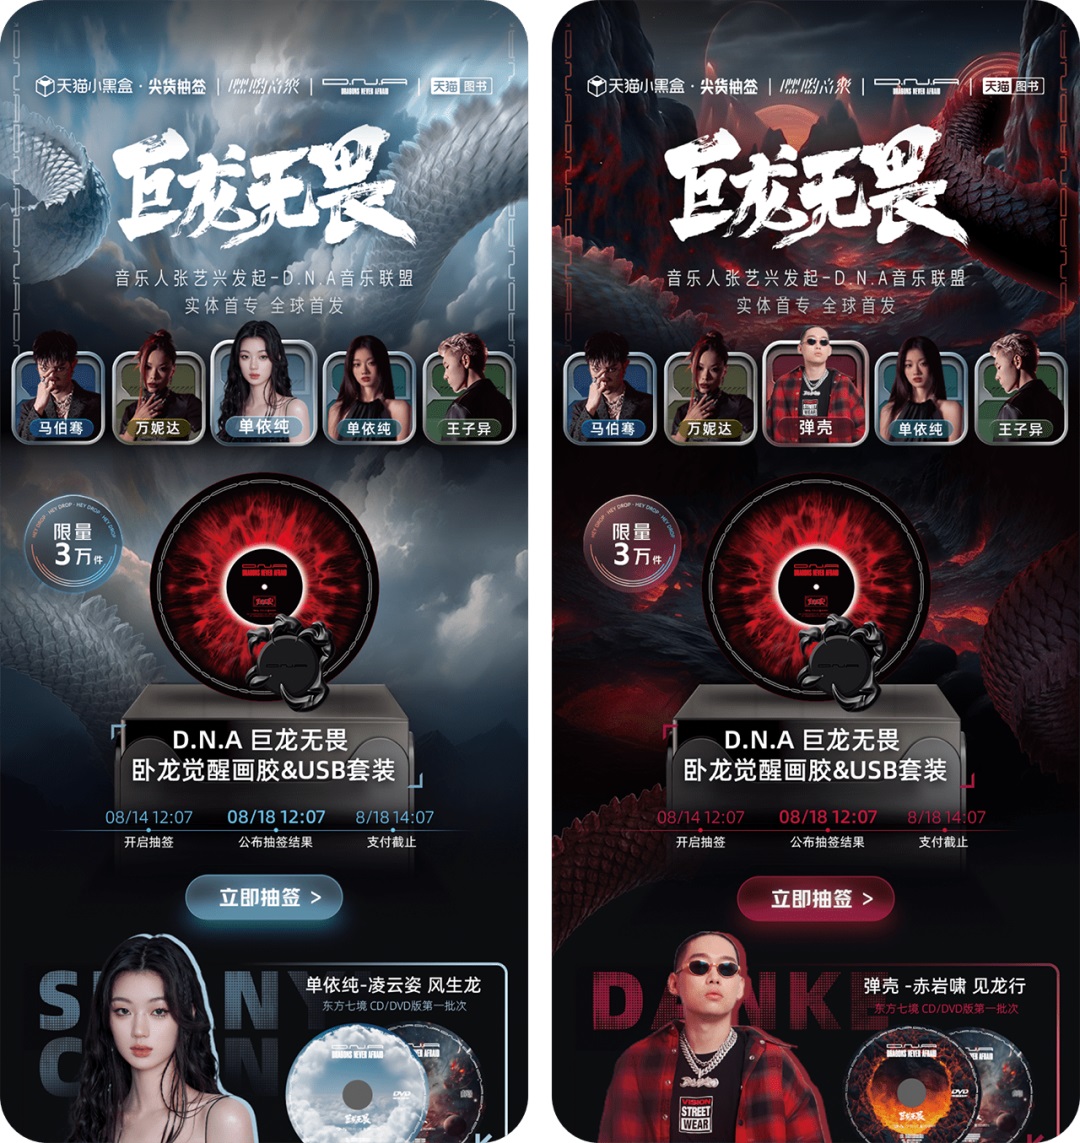 天猫小黑盒·尖货抽签 | 嘿哟音樂 | D.N.A DRAGONS NEVER AFRAID | 天猫 图书
巨龙无畏
音乐人张艺兴发起-D.N.A音乐联盟
实体首专 全球首发
马伯骞 万妮达 单依纯 单依纯 王子异
HEY DROP · HEY DROP · HEY DROP
限量
3万件
D.N.A
DRAGONS NEVER AFRAID
D.N.A
D.N.A 巨龙无畏
卧龙觉醒画胶&USB套装
08/14 12:07 08/18 12:07 8/18 14:07
开启抽签 公布抽签结果 支付截止
立即抽签 >
单依纯-凌云姿 风生龙
东方七境 CD/DVD版第一批次
D.N.A
DRAGONS NEVER AFRAID
DVD
巨龙无畏
天猫小黑盒·尖货抽签 | 嘿哟音樂 | D.N.A DRAGONS NEVER AFRAID | 天猫 图书
巨龙无畏
音乐人张艺兴发起-D.N.A音乐联盟
实体首专 全球首发
马伯骞 万妮达 弹壳 单依纯 王子异
HEY DROP · HEY DROP · HEY DROP
限量
3万件
D.N.A
DRAGONS NEVER AFRAID
D.N.A
D.N.A 巨龙无畏
卧龙觉醒画胶&USB套装
08/14 12:07 08/18 12:07 8/18 14:07
开启抽签 公布抽签结果 支付截止
立即抽签 >
DANKE
弹壳 -赤岩啸 见龙行
东方七境 CD/DVD版第一批次
D.N.A
DRAGONS NEVER AFRAID
DVD
巨龙无畏
VISION
STREET
WEAR